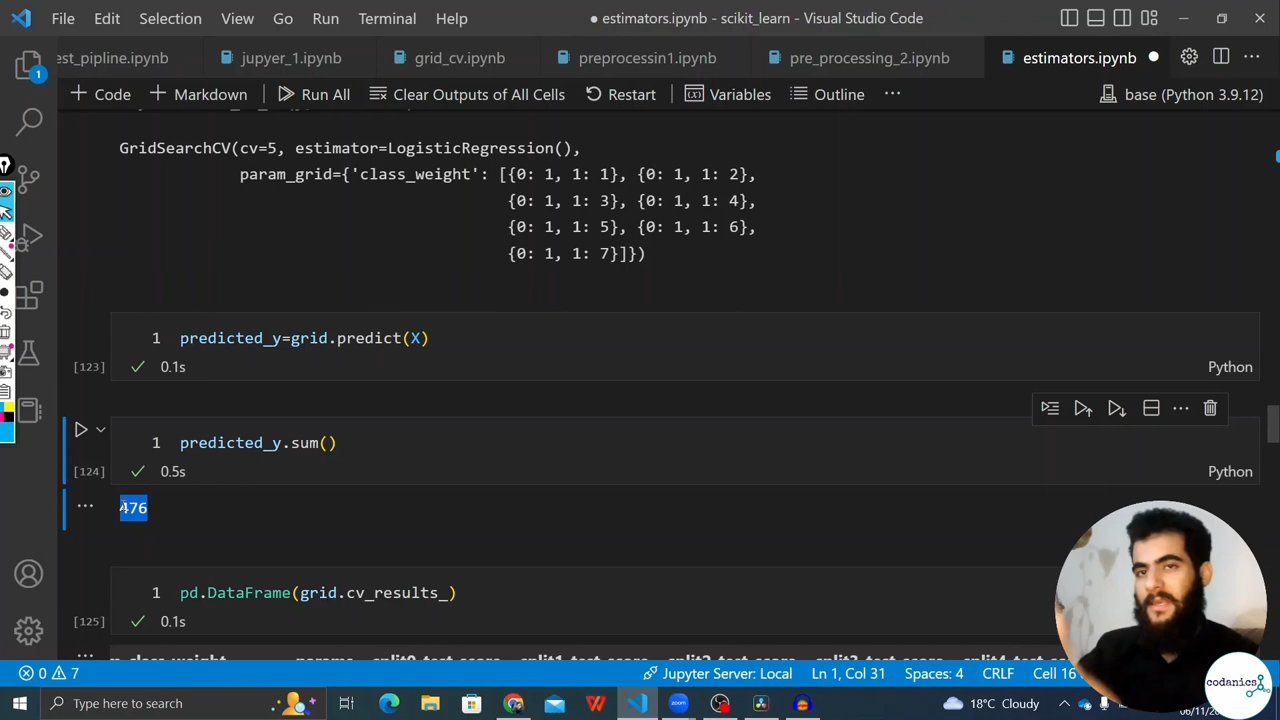 File Edit Selection View Go Run Terminal Help
● estimators.ipynb - scikit_learn - Visual Studio Code
est_pipline.ipynb
jupyer_1.ipynb
grid_cv.ipynb
preprocessin1.ipynb
pre_processing_2.ipynb
estimators.ipynb
+ Code + Markdown Run All Clear Outputs of All Cells Restart Variables Outline ···
base (Python 3.9.12)
1
GridSearchCV(cv=5, estimator=LogisticRegression(),
param_grid={'class_weight': [{0: 1, 1: 1}, {0: 1, 1: 2},
{0: 1, 1: 3}, {0: 1, 1: 4},
{0: 1, 1: 5}, {0: 1, 1: 6},
{0: 1, 1: 7}]})
1 predicted_y=grid.predict(X)
[123] 0.1s Python
1 predicted_y.sum()
[124] 0.5s Python
476
1 pd.DataFrame(grid.cv_results_)
[125] 0.1s
params split0_test_score split1_test_score split2_test_score split3_test_score split4_test_score
codanics
0 7 Jupyter Server: Local Ln 1, Col 31 Spaces: 4 CRLF Cell 16
Type here to search
18°C Cloudy
06/11/20